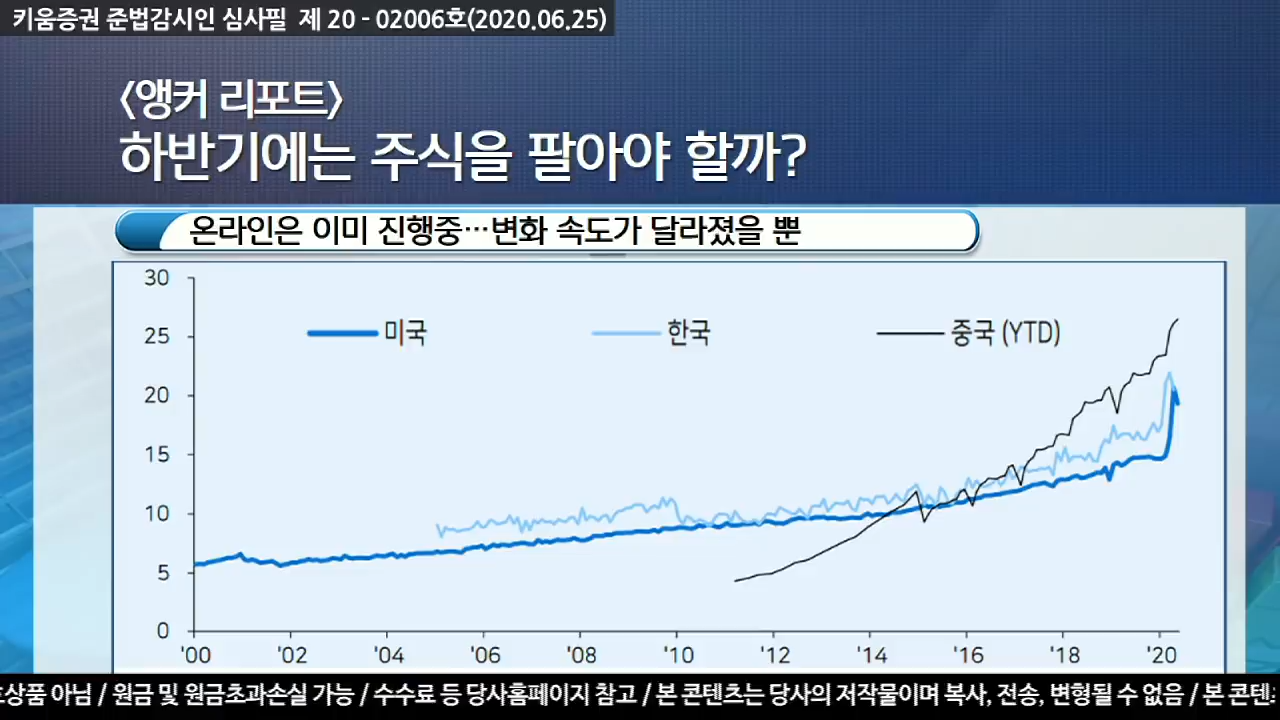 키움증권 준법감시인 심사필 제 20 - 02006호(2020.06.25)
<앵커 리포트>
하반기에는 주식을 팔아야 할까?
온라인은 이미 진행중…변화 속도가 달라졌을 뿐
30
25
20
15
10
5
0
미국 한국 중국 (YTD)
'00 '02 '04 '06 '08 '10 '12 '14 '16 '18 '20
호상품 아님 / 원금 및 원금초과손실 가능 / 수수료 등 당사홈페이지 참고 / 본 콘텐츠는 당사의 저작물이며 복사, 전송, 변형될 수 없음 / 본 콘텐츠